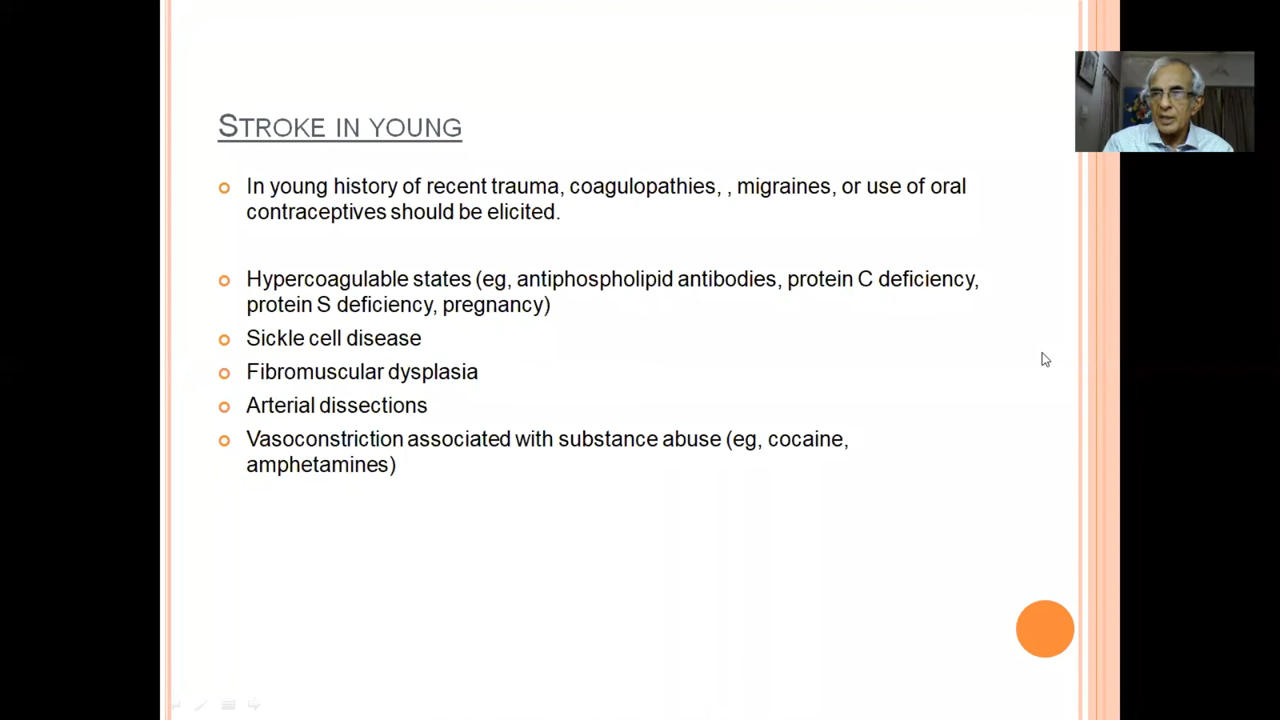 STROKE IN YOUNG
In young history of recent trauma, coagulopathies, , migraines, or use of oral
contraceptives should be elicited.
Hypercoagulable states (eg, antiphospholipid antibodies, protein C deficiency,
protein S deficiency, pregnancy)
Sickle cell disease
Fibromuscular dysplasia
Arterial dissections
Vasoconstriction associated with substance abuse (eg, cocaine,
amphetamines)